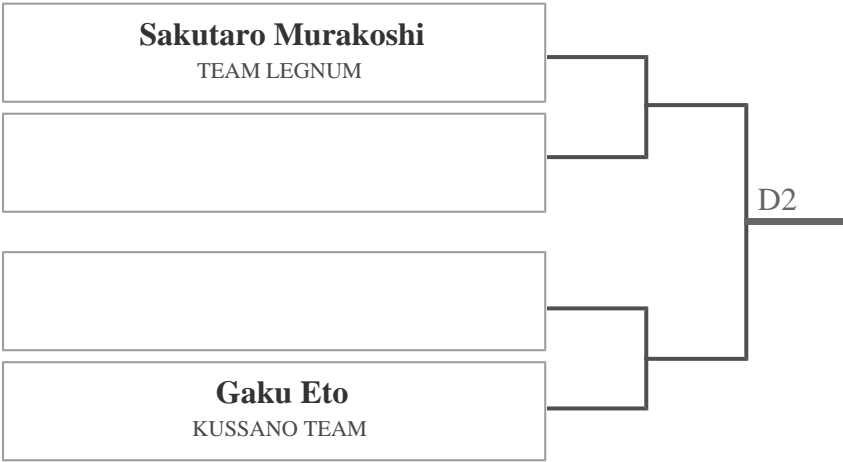 Sakutaro Murakoshi
TEAM LEGNUM
D2
Gaku Eto
KUSSANO TEAM